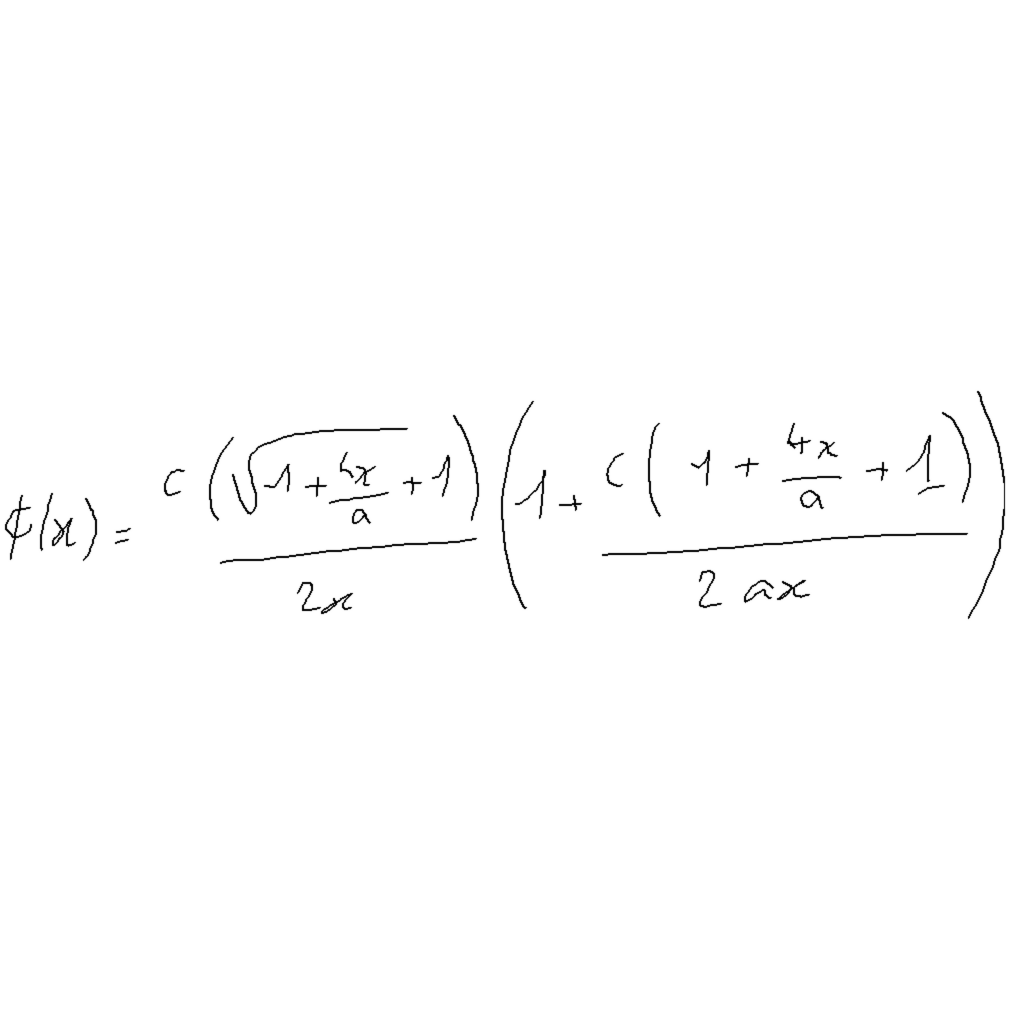 ¢(x) = c(√(1 + 4x/a) + 1)/2x (1 + c(1 + 4x/a + 1)/2ax)